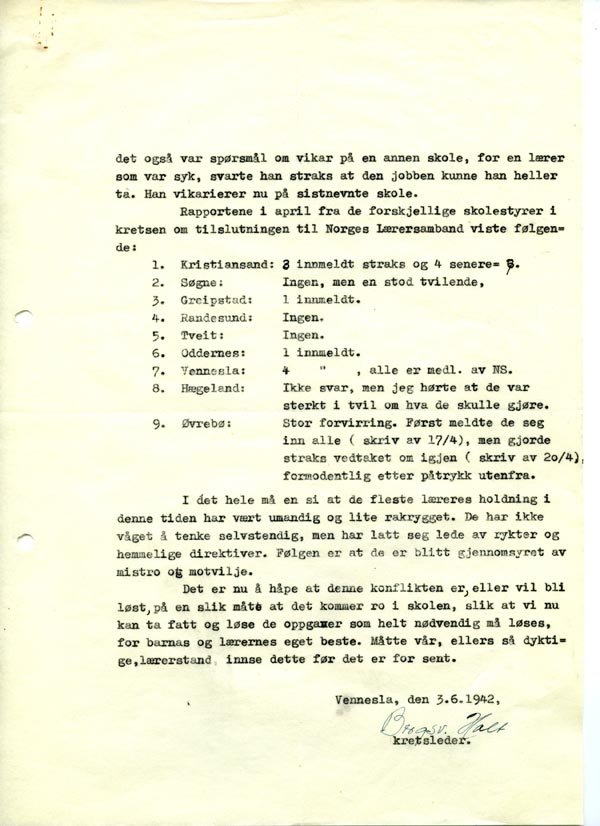 det også var spørsmål om vikar på en annen skole, for en lærer
som var syk, svarte han straks at den jobben kunne han heller
ta. Han vikarierer nu på sistnevnte skole.
Rapportene i april fra de forskjellige skolestyrer i
kretsen om tilslutningen til Norges Lærersamband viste følgen=
de:
1. Kristiansand: 3 innmeldt straks og 4 senere=
2. Søgne: Ingen, men en stod tvilende,
3. Greipstad: 1 innmeldt.
4. Randesund: Ingen.
5. Tveit: Ingen.
6. Oddernes: 1 innmeldt.
7. Vennesla: 4 " , alle er medl. av NS.
8. Hægeland: Ikke svar, men jeg hørte at de var
sterkt i tvil om hva de skulle gjøre.
9. Øvrebø: Stor forvirring. Først meldte de seg
inn alle ( skriv av 17/4), men gjorde
straks vedtaket om igjen ( skriv av 20/4),
formodentlig etter påtrykk utenfra.
I det hele må en si at de fleste læreres holdning i
denne tiden har vært umandig og lite rakrygget. De har ikke
våget å tenke selvstendig, men har latt seg lede av rykter og
hemmelige direktiver. Følgen er at de er blitt gjennomsyret av
mistro og motvilje.
Det er nu å håpe at denne konflikten er, eller vil bli
løst, på en slik måte at det kommer ro i skolen, slik at vi nu
kan ta fatt og løse de oppgaver som helt nødvendig må løses,
for barnas og lærernes eget beste. Måtte vår, ellers så dykti=
ge, lærerstand innse dette før det er for sent.
Vennesla, den 3.6.1942,
Holt
kretsleder.